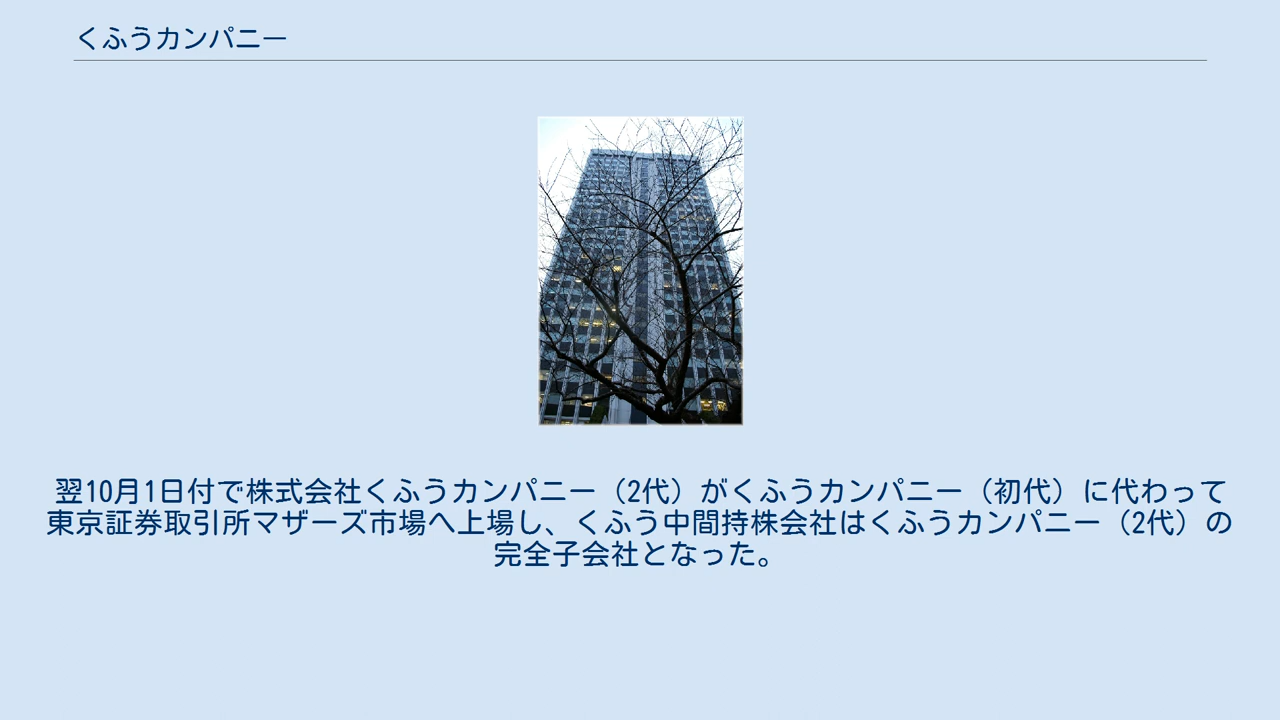 くふうカンパニー
翌10月1日付で株式会社くふうカンパニー（2代）がくふうカンパニー（初代）に代わって
東京証券取引所マザーズ市場へ上場し、くふう中間持株会社はくふうカンパニー（2代）の
完全子会社となった。